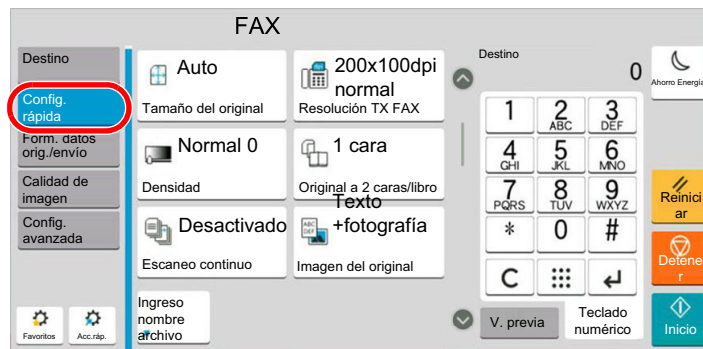 FAX
Destino
Config.
rápida
Form. datos
orig./envío
Calidad de
imagen
Config.
avanzada
Favoritos
Acc.ráp.
Auto
Tamaño del original
200x100dpi
normal
Resolución TX FAX
Normal 0
Densidad
1 cara
Original a 2 caras/libro
Desactivado
Escaneo continuo
Texto
+fotografía
Imagen del original
Ingreso
nombre
archivo
Destino
0
1
2
ABC
3
DEF
4
GHI
5
JKL
6
MNO
7
PQRS
8
TUV
9
WXYZ
*
0
#
C
V. previa
Teclado
numérico
Ahorro Energía
Reinici
ar
Detene
r
Inicio